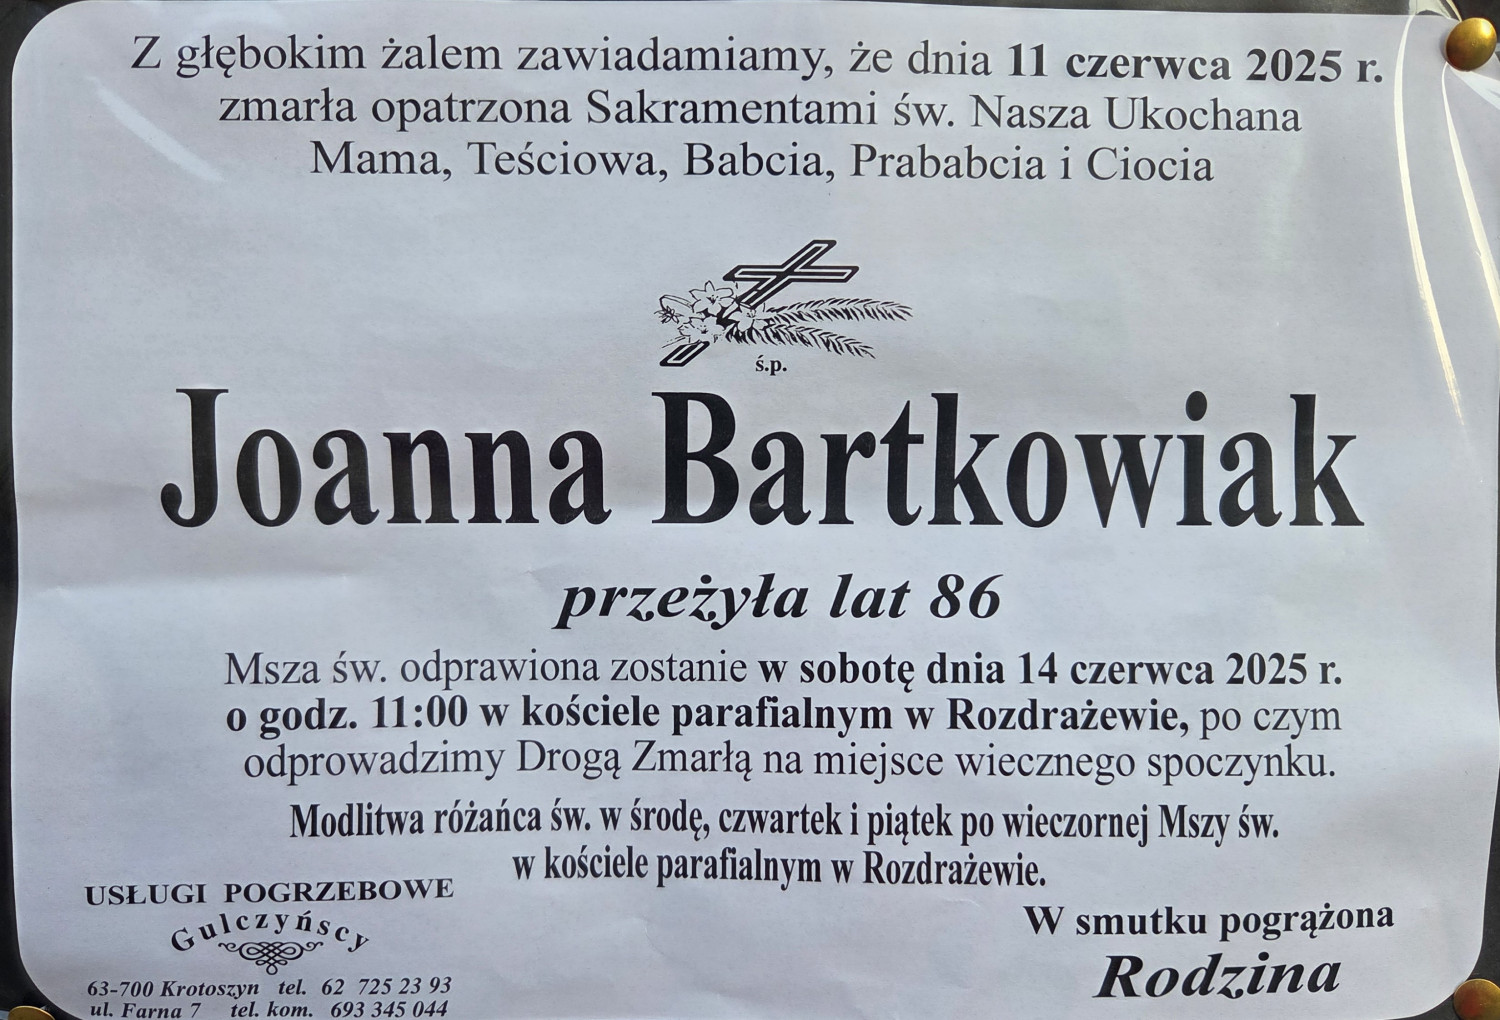 Z głębokim żalem zawiadamiamy, że dnia 11 czerwca 2025 r.
zmarła opatrzona Sakramentami św. Nasza Ukochana
Mama, Teściowa, Babcia, Prababcia i Ciocia
ś.p.
Joanna Bartkowiak
przeżyła lat 86
Msza św. odprawiona zostanie w sobotę dnia 14 czerwca 2025 r.
o godz. 11:00 w kościele parafialnym w Rozdrażewie, po czym
odprowadzimy Drogą Zmarłą na miejsce wiecznego spoczynku.
Modlitwa różańca św. w środę, czwartek i piątek po wieczornej Mszy św.
w kościele parafialnym w Rozdrażewie.
USŁUGI POGRZEBOWE
Gulczyńscy
63-700 Krotoszyn tel. 62 725 23 93
ul. Farna 7 tel. kom. 693 345 044
W smutku pogrążona
Rodzina